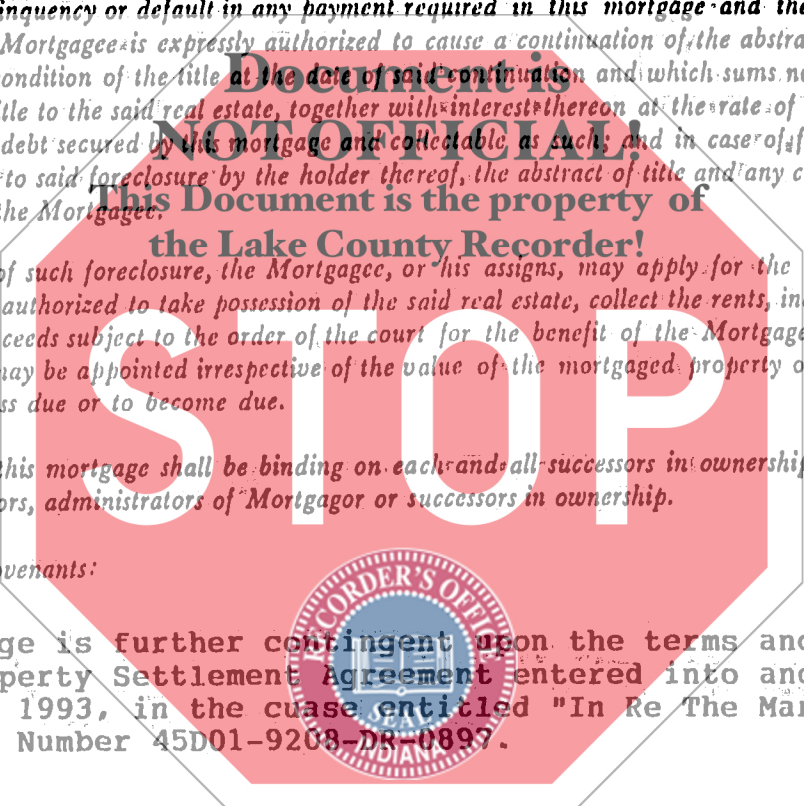 inquency or default in any payment required in this mortgage and the
Mortgagee is expressly authorized to cause a continuation of the abstra
ondition of the title at the date of said continuation and which sums no
Document is
itle to the said real estate, together with interest thereon at the rate of
debt secured by this mortgage and collectable as such; and in case of f
NOT OFFICIAL!
to said foreclosure by the holder thereof, the abstract of title and any c
This Document is the property of
the Mortgagee.
the Lake County Recorder!
of such foreclosure, the Mortgagee, or his assigns, may apply for the
authorized to take possession of the said real estate, collect the rents, in
ceeds subject to the order of the court for the benefit of the Mortgage
may be appointed irrespective of the value of the mortgaged property o
ss due or to become due.
STOP
this mortgage shall be binding on each and all successors in ownership
ors, administrators of Mortgagor or successors in ownership.
venants:
RECORDER'S OFFICE
ge is further contingent upon the terms and
perty Settlement Agreement entered into and
1993, in the cuase entitled "In Re The Mar
SEAL
Number 45D01-9208-DR-0897.
INDIANA